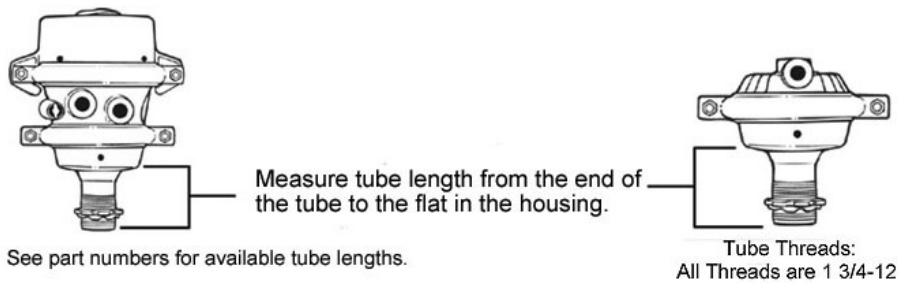 Measure tube length from the end of
the tube to the flat in the housing.
See part numbers for available tube lengths.
Tube Threads:
All Threads are 1 3/4-12